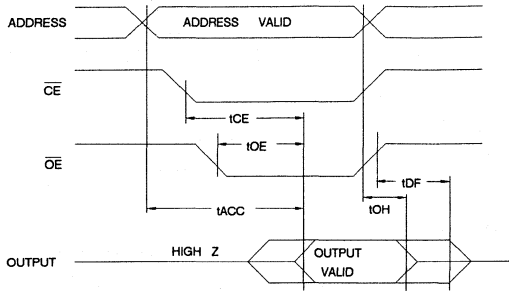 ADDRESS
ADDRESS VALID
CE
tCE
OE
tOE
tDF
tACC
tOH
HIGH Z
OUTPUT
OUTPUT
VALID